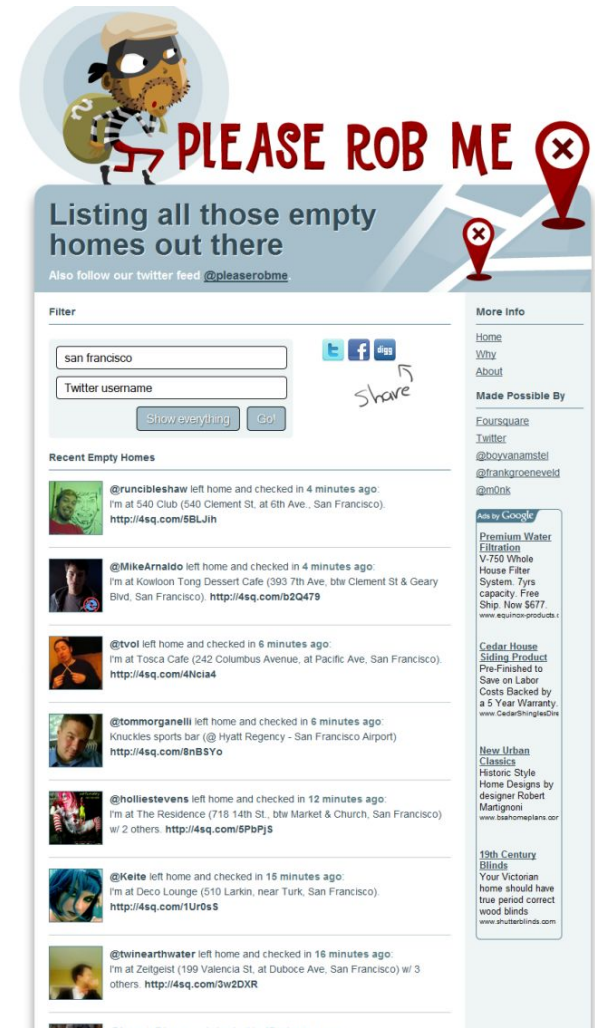 PLEASE ROB ME
Listing all those empty
homes out there
Also follow our twitter feed @pleaserobme.
Filter
san francisco
Twitter username
Show everything
Go!
digg
share
Recent Empty Homes
@runcibleshaw left home and checked in 4 minutes ago:
I'm at 540 Club (540 Clement St, at 6th Ave., San Francisco).
http://4sq.com/5BLJih
@MikeArnaldo left home and checked in 4 minutes ago:
I'm at Kowloon Tong Dessert Cafe (393 7th Ave, btw Clement St & Geary
Blvd, San Francisco). http://4sq.com/b2Q479
@tvol left home and checked in 6 minutes ago:
I'm at Tosca Cafe (242 Columbus Avenue, at Pacific Ave, San Francisco).
http://4sq.com/4Ncia4
@tommorganelli left home and checked in 6 minutes ago:
Knuckles sports bar (@ Hyatt Regency - San Francisco Airport)
http://4sq.com/8nBSYo
@holliestevens left home and checked in 12 minutes ago:
I'm at The Residence (718 14th St., btw Market & Church, San Francisco)
w/ 2 others. http://4sq.com/5PbPjS
@Keite left home and checked in 15 minutes ago:
I'm at Deco Lounge (510 Larkin, near Turk, San Francisco).
http://4sq.com/1Ur0sS
@twinearthwater left home and checked in 16 minutes ago:
I'm at Zeitgeist (199 Valencia St, at Duboce Ave, San Francisco) w/ 3
others. http://4sq.com/3w2DXR
More Info
Home
Why
About
Made Possible By
Foursquare
Twitter
@boyvanamstel
@frankgroeneveld
@m0nk
Ads by Google
Premium Water
Filtration
V-750 Whole
House Filter
System. 7yrs
capacity. Free
Ship. Now $677.
www.equinox-products.c
Cedar House
Siding Product
Pre-Finished to
Save on Labor
Costs Backed by
a 5 Year Warranty.
www.CedarShinglesDire
New Urban
Classics
Historic Style
Home Designs by
designer Robert
Martignoni
www.bsahomeplans.com
19th Century
Blinds
Your Victorian
home should have
true period correct
wood blinds
www.shutterblinds.com